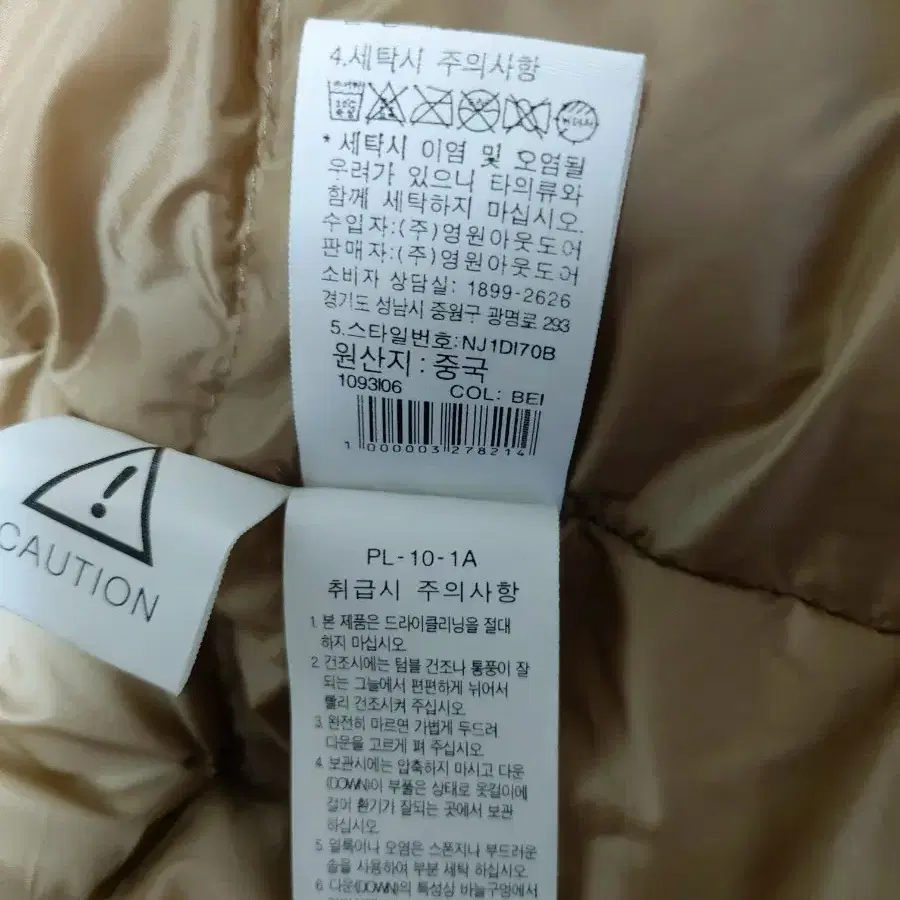 4.세탁시 주의사항
* 세탁시 이염 및 오염될
우려가 있으니 타의류와
함께 세탁하지 마십시오.
수입자:(주)영원아웃도어
판매자:(주)영원아웃도어
소비자 상담실: 1899-2626
경기도 성남시 중원구 광명로 293
5.스타일번호:NJ1DI70B
원산지: 중국
1093I06 COL: BEI
1 000003 278214
CAUTION
PL-10-1A
취급시 주의사항
1. 본 제품은 드라이클리닝을 절대
하지 마십시오.
2. 건조시에는 텀블 건조나 통풍이 잘
되는 그늘에서 편편하게 뉘어서
빨리 건조시켜 주십시오.
3. 완전히 마르면 가볍게 두드려
다운을 고르게 펴 주십시오.
4. 보관시에는 압축하지 마시고 다운
(DOWN)이 부풀은 상태로 옷걸이에
걸어 환기가 잘되는 곳에서 보관
하십시오.
5. 얼룩이나 오염은 스폰지나 부드러운
솔을 사용하여 부분 세탁 하십시오.
6. 다운(DOWN)의 특성상 바늘구멍에서